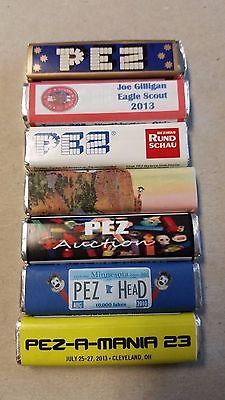 PEZ
Joe Gilligan
Eagle Scout
2013
PEZ
REZMAN
RUND
SCHAU
PEZ
Auction
Minnesota
PEZ HEAD
10,000 lakes
PEZ-A-MANIA 23
JULY 25-27, 2013 • CLEVELAND, OH